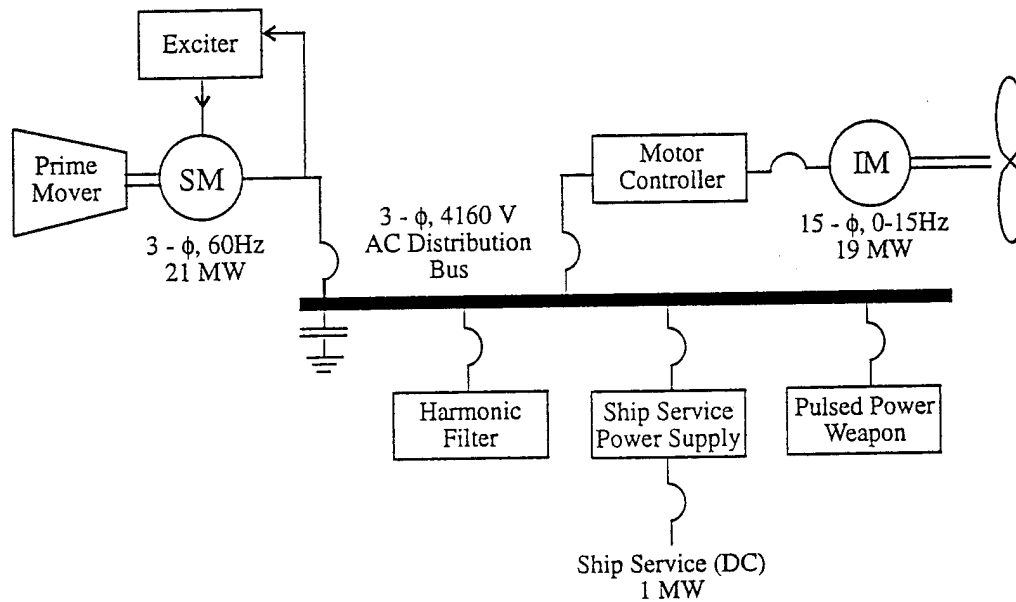 Exciter
Prime
Mover
SM
3 - ϕ, 60Hz
21 MW
3 - ϕ, 4160 V
AC Distribution
Bus
Motor
Controller
IM
15 - ϕ, 0-15Hz
19 MW
Harmonic
Filter
Ship Service
Power Supply
Pulsed Power
Weapon
Ship Service (DC)
1 MW